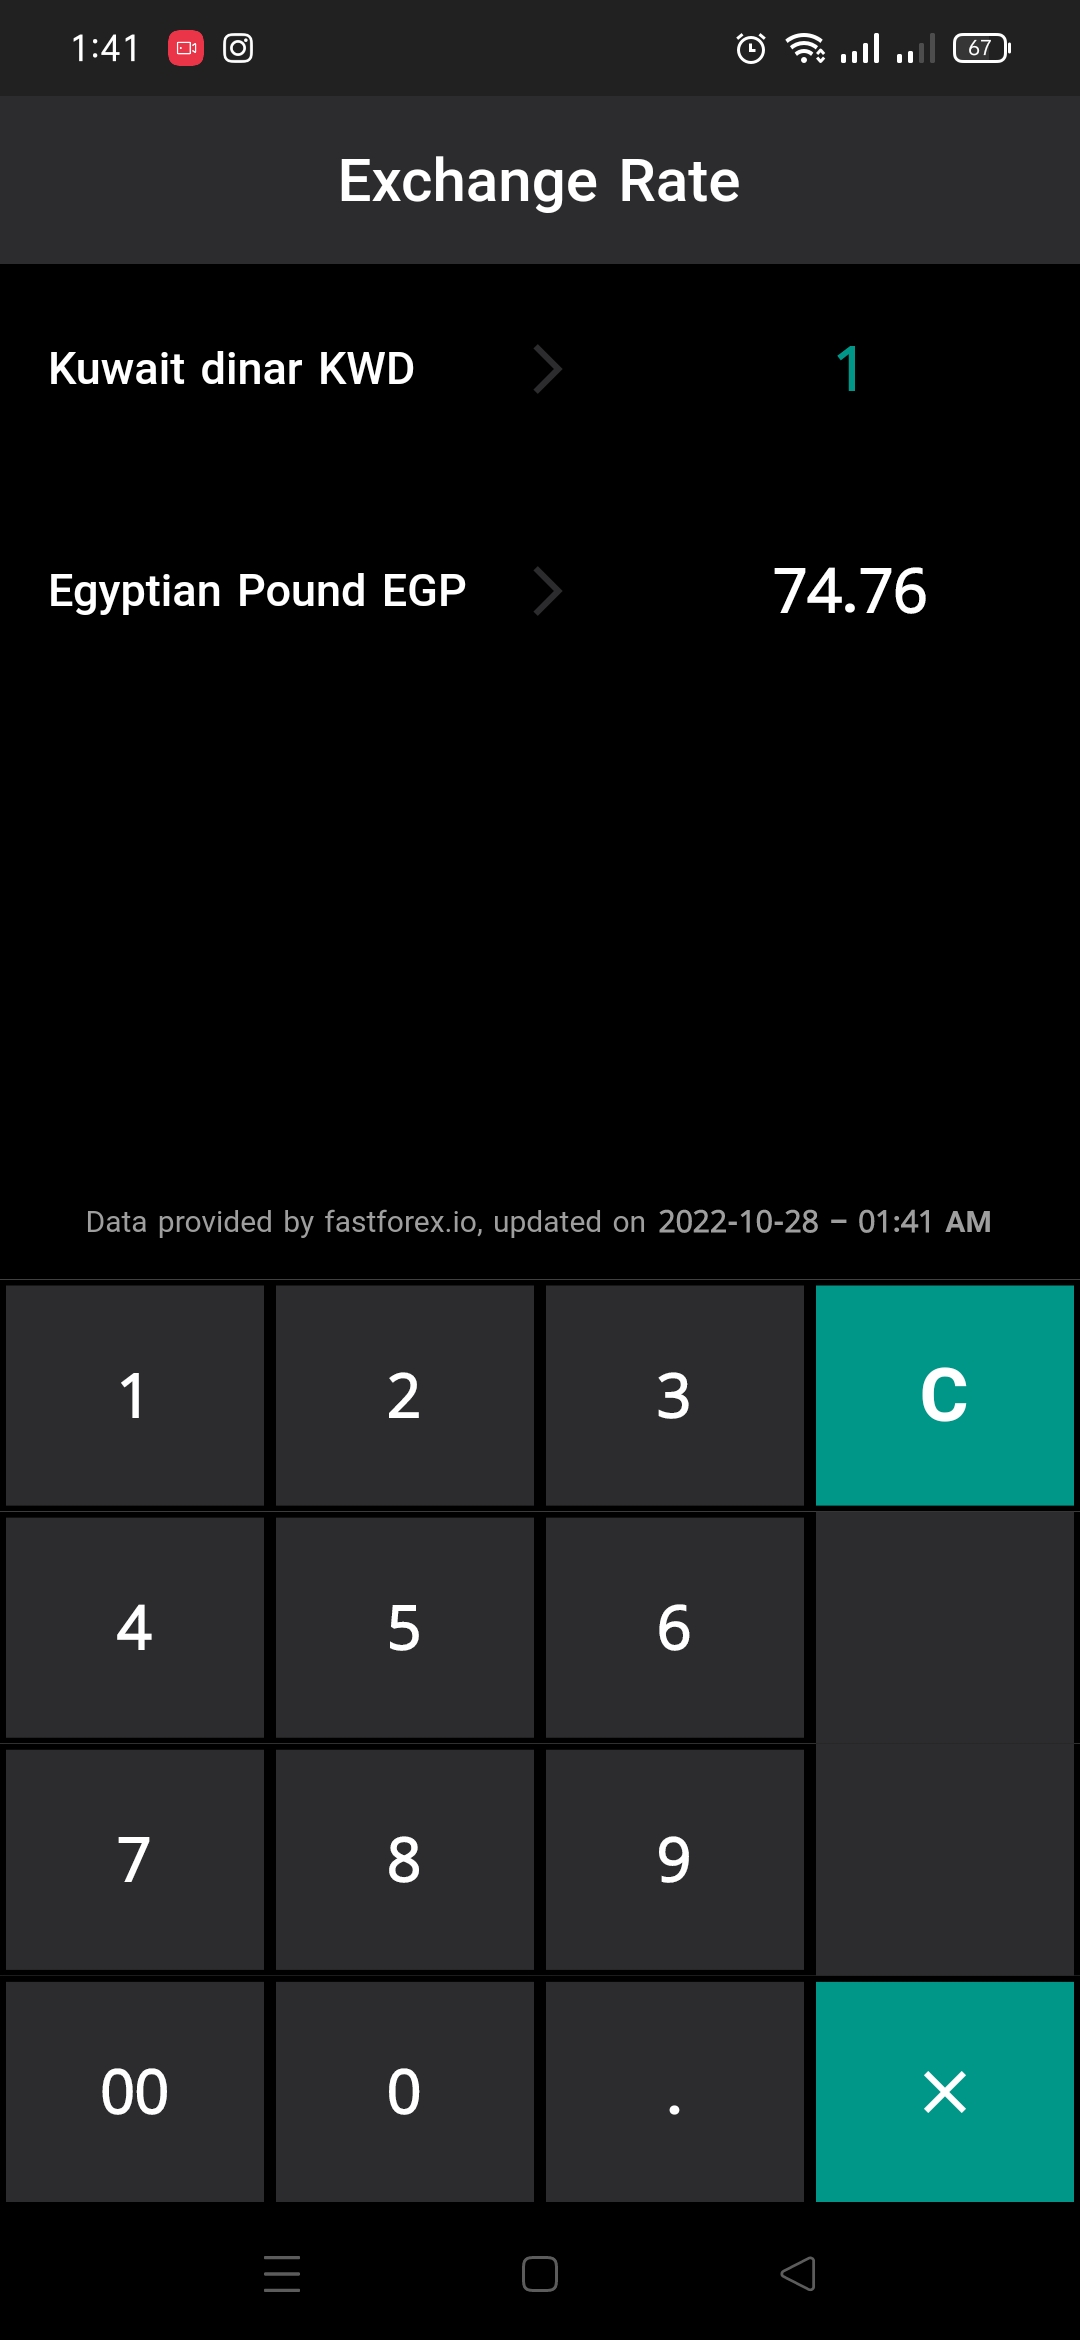 1:41 67
Exchange Rate
Kuwait dinar KWD 1
Egyptian Pound EGP 74.76
Data provided by fastforex.io, updated on 2022-10-28 – 01:41 AM
1 2 3 C
4 5 6
7 8 9
00 0 . ×